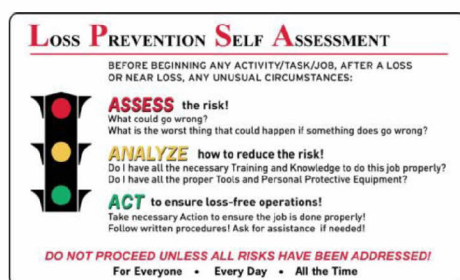 LOSS PREVENTION SELF ASSESSMENT
BEFORE BEGINNING ANY ACTIVITY/TASK/JOB, AFTER A LOSS
OR NEAR LOSS, ANY UNUSUAL CIRCUMSTANCES:
ASSESS the risk!
What could go wrong?
What is the worst thing that could happen if something does go wrong?
ANALYZE how to reduce the risk!
Do I have all the necessary Training and Knowledge to do this job properly?
Do I have all the proper Tools and Personal Protective Equipment?
ACT to ensure loss-free operations!
Take necessary Action to ensure the job is done properly!
Follow written procedures! Ask for assistance if needed!
DO NOT PROCEED UNLESS ALL RISKS HAVE BEEN ADDRESSED!
For Everyone • Every Day • All the Time